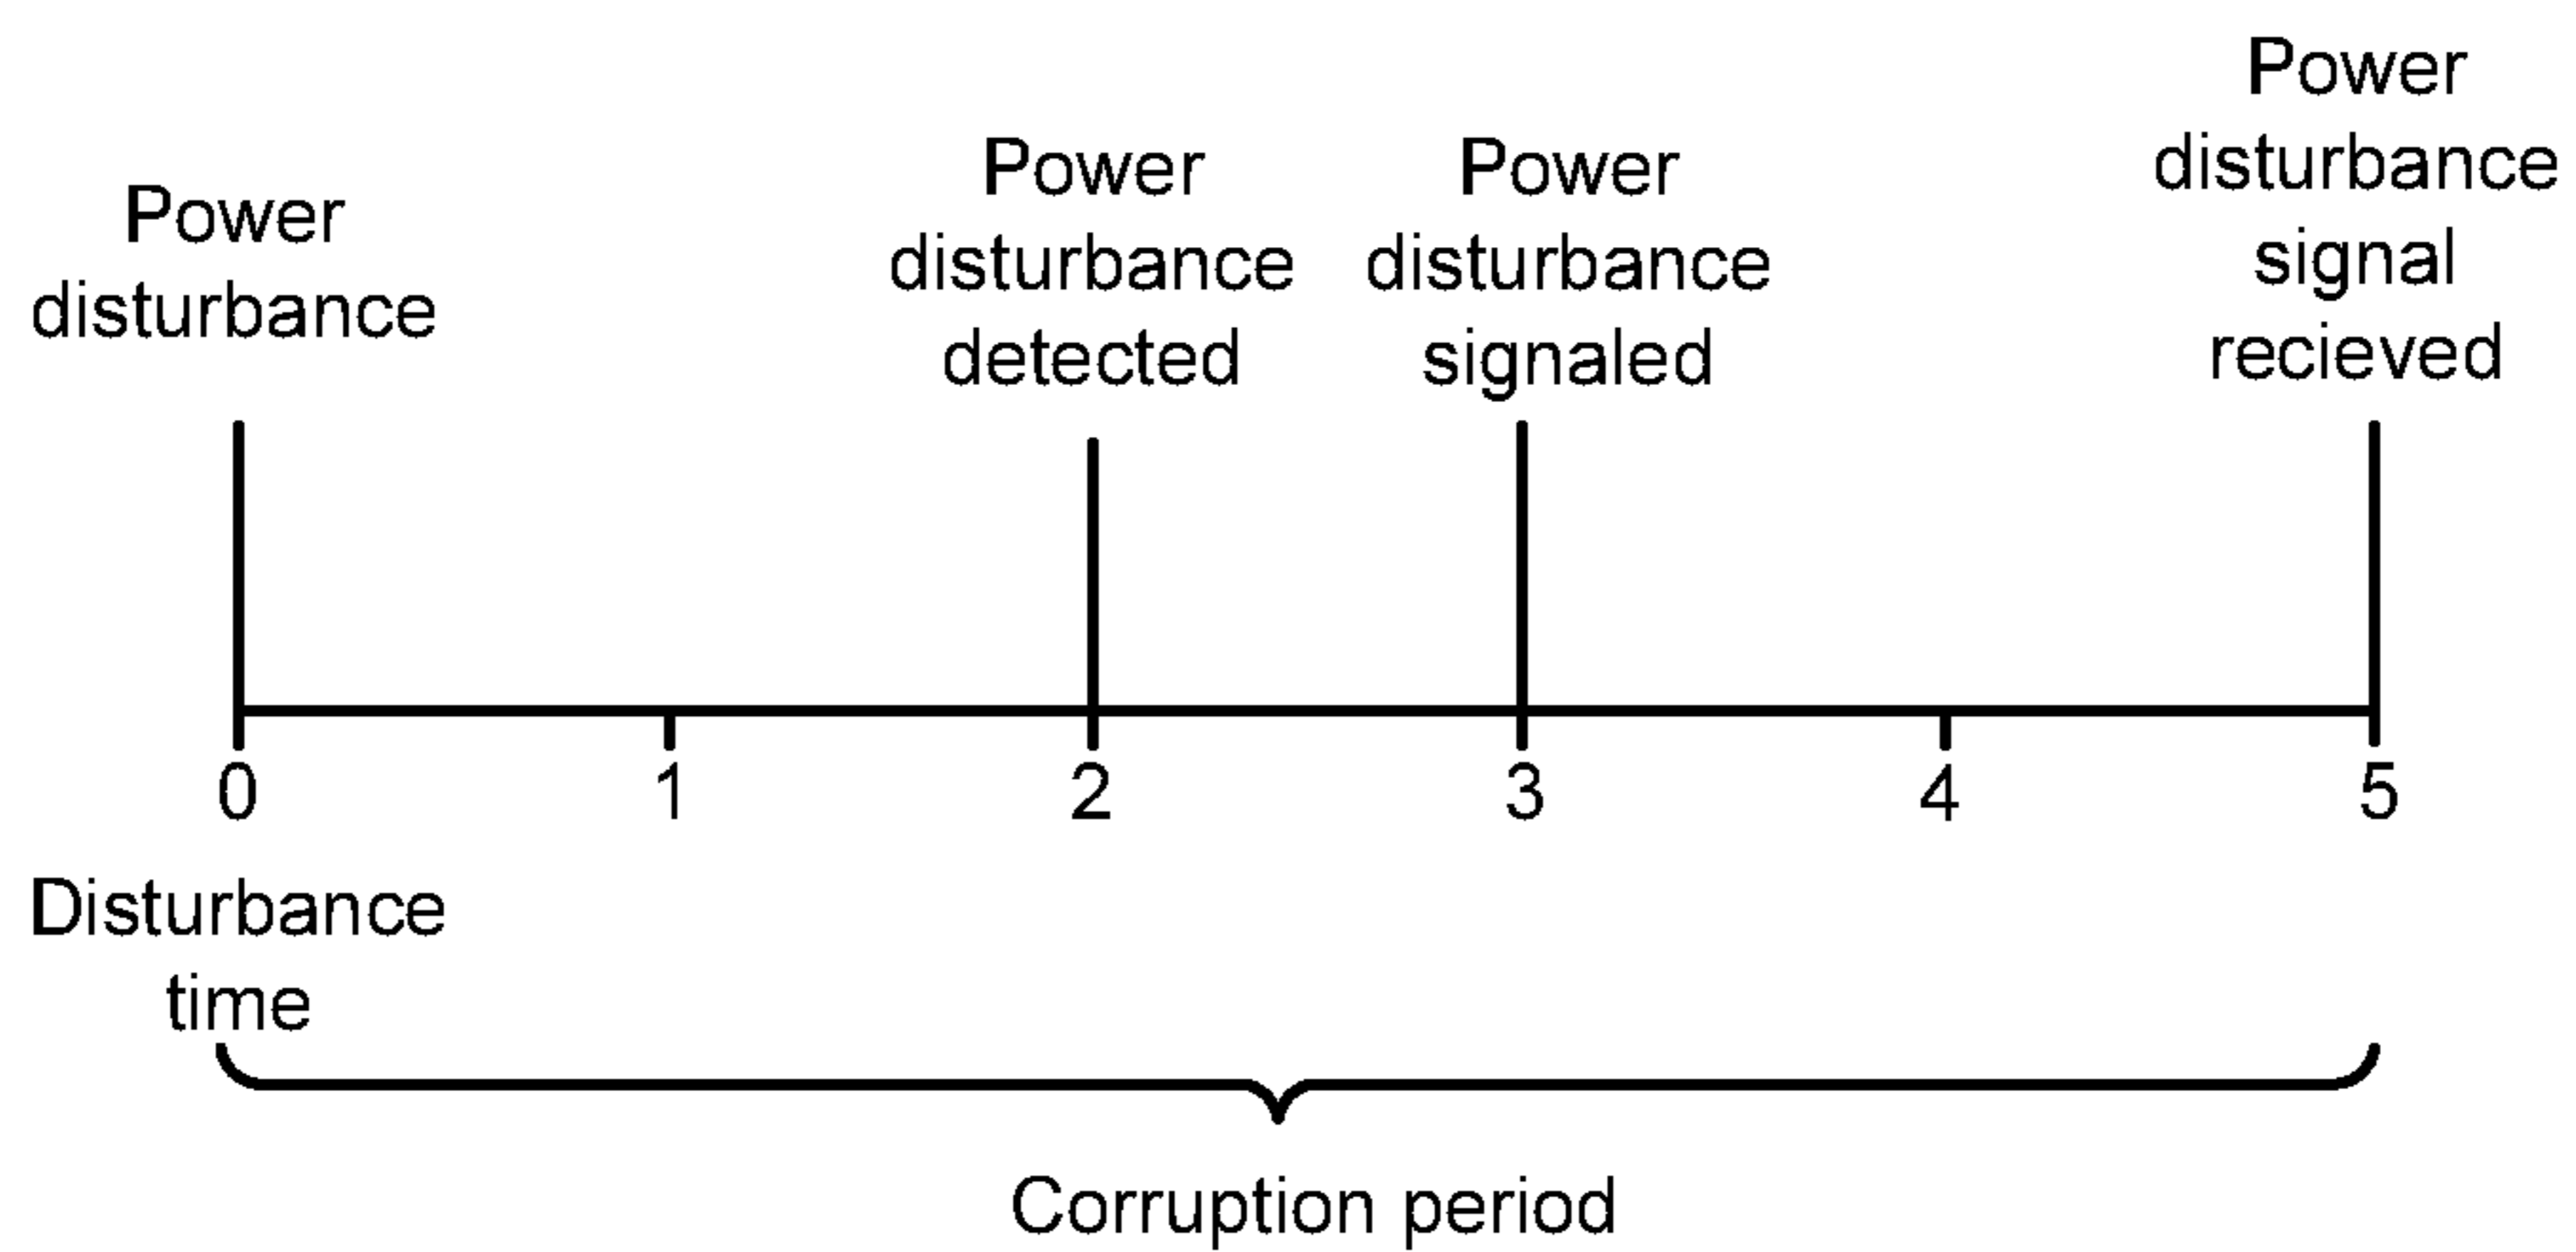 Power
disturbance
Power
disturbance
detected
Power
disturbance
signaled
Power
disturbance
signal
recieved
0
1
2
3
4
5
Disturbance
time
Corruption period